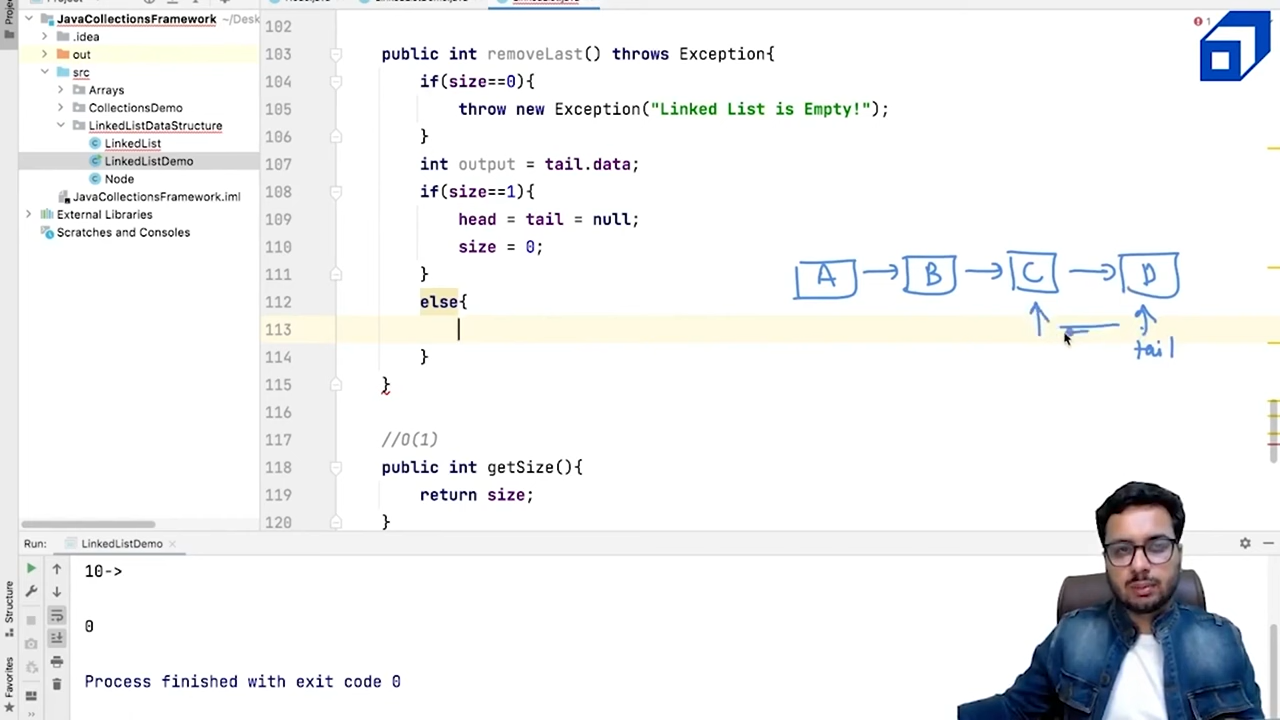 JavaCollectionsFramework ~/Desk
.idea
out
src
Arrays
CollectionsDemo
LinkedListDataStructure
LinkedList
LinkedListDemo
Node
JavaCollectionsFramework.iml
External Libraries
Scratches and Consoles
1
102
103 public int removeLast() throws Exception{
104 if(size==0){
105 throw new Exception("Linked List is Empty!");
106 }
107 int output = tail.data;
108 if(size==1){
109 head = tail = null;
110 size = 0;
111 }
112 else{
113
114 }
115 }
116
117 //O(1)
118 public int getSize(){
119 return size;
120 }
A B C D
tail
Run: LinkedListDemo
10->
0
Process finished with exit code 0
Structure
Favorites